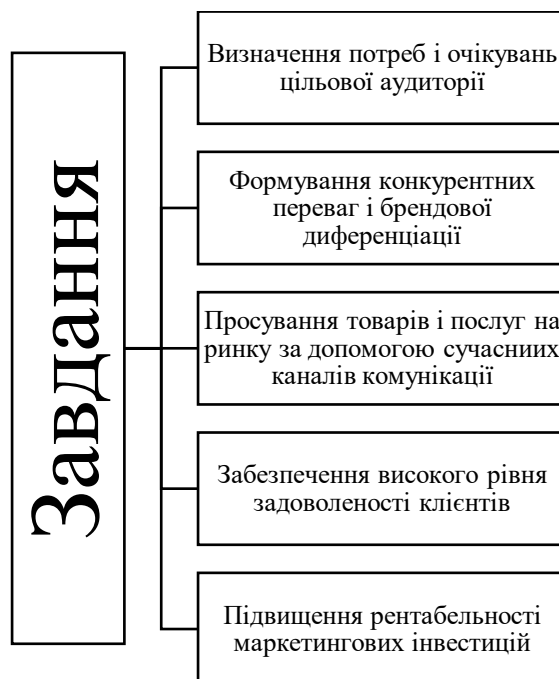 Завдання
Визначення потреб і очікувань
цільової аудиторії
Формування конкурентних
переваг і брендової
диференціації
Просування товарів і послуг на
ринку за допомогою сучасниих
каналів комунікації
Забезпечення високого рівня
задоволеності клієнтів
Підвищення рентабельності
маркетингових інвестицій